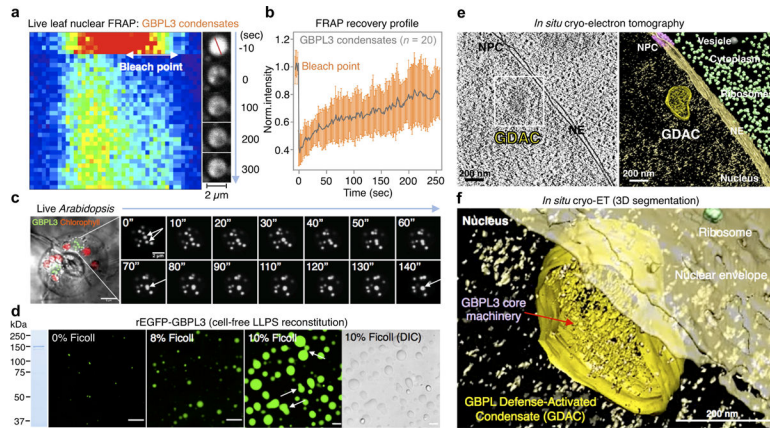 a
Live leaf nuclear FRAP: GBPL3 condensates
(sec)
-10
0
100
200
300
Bleach point
2 µm
b
FRAP recovery profile
GBPL3 condensates (n = 20)
Bleach point
Norm.intensity
1.4
1.2
1.0
0.8
0.6
0.4
0 50 100 150 200 250
Time (sec)
c
Live Arabidopsis
GBPL3 Chlorophyl
0" 10" 20" 30" 40" 50" 60"
2 µm
70" 80" 90" 110" 120" 130" 140"
d
rEGFP-GBPL3 (cell-free LLPS reconstitution)
kDa
250
150
100
75
50
37
0% Ficoll
8% Ficoll
10% Ficoll
10% Ficoll (DIC)
e
In situ cryo-electron tomography
NPC
GDAC
NE
200 nm
NPC
Vesicle
Cytoplasm
Ribosome
GDAC
NE
Nucleus
200 nm
f
In situ cryo-ET (3D segmentation)
Nucleus
Ribosome
Nuclear envelope
GBPL3 core
machinery
GBPL Defense-Activated
Condensate (GDAC)
200 nm